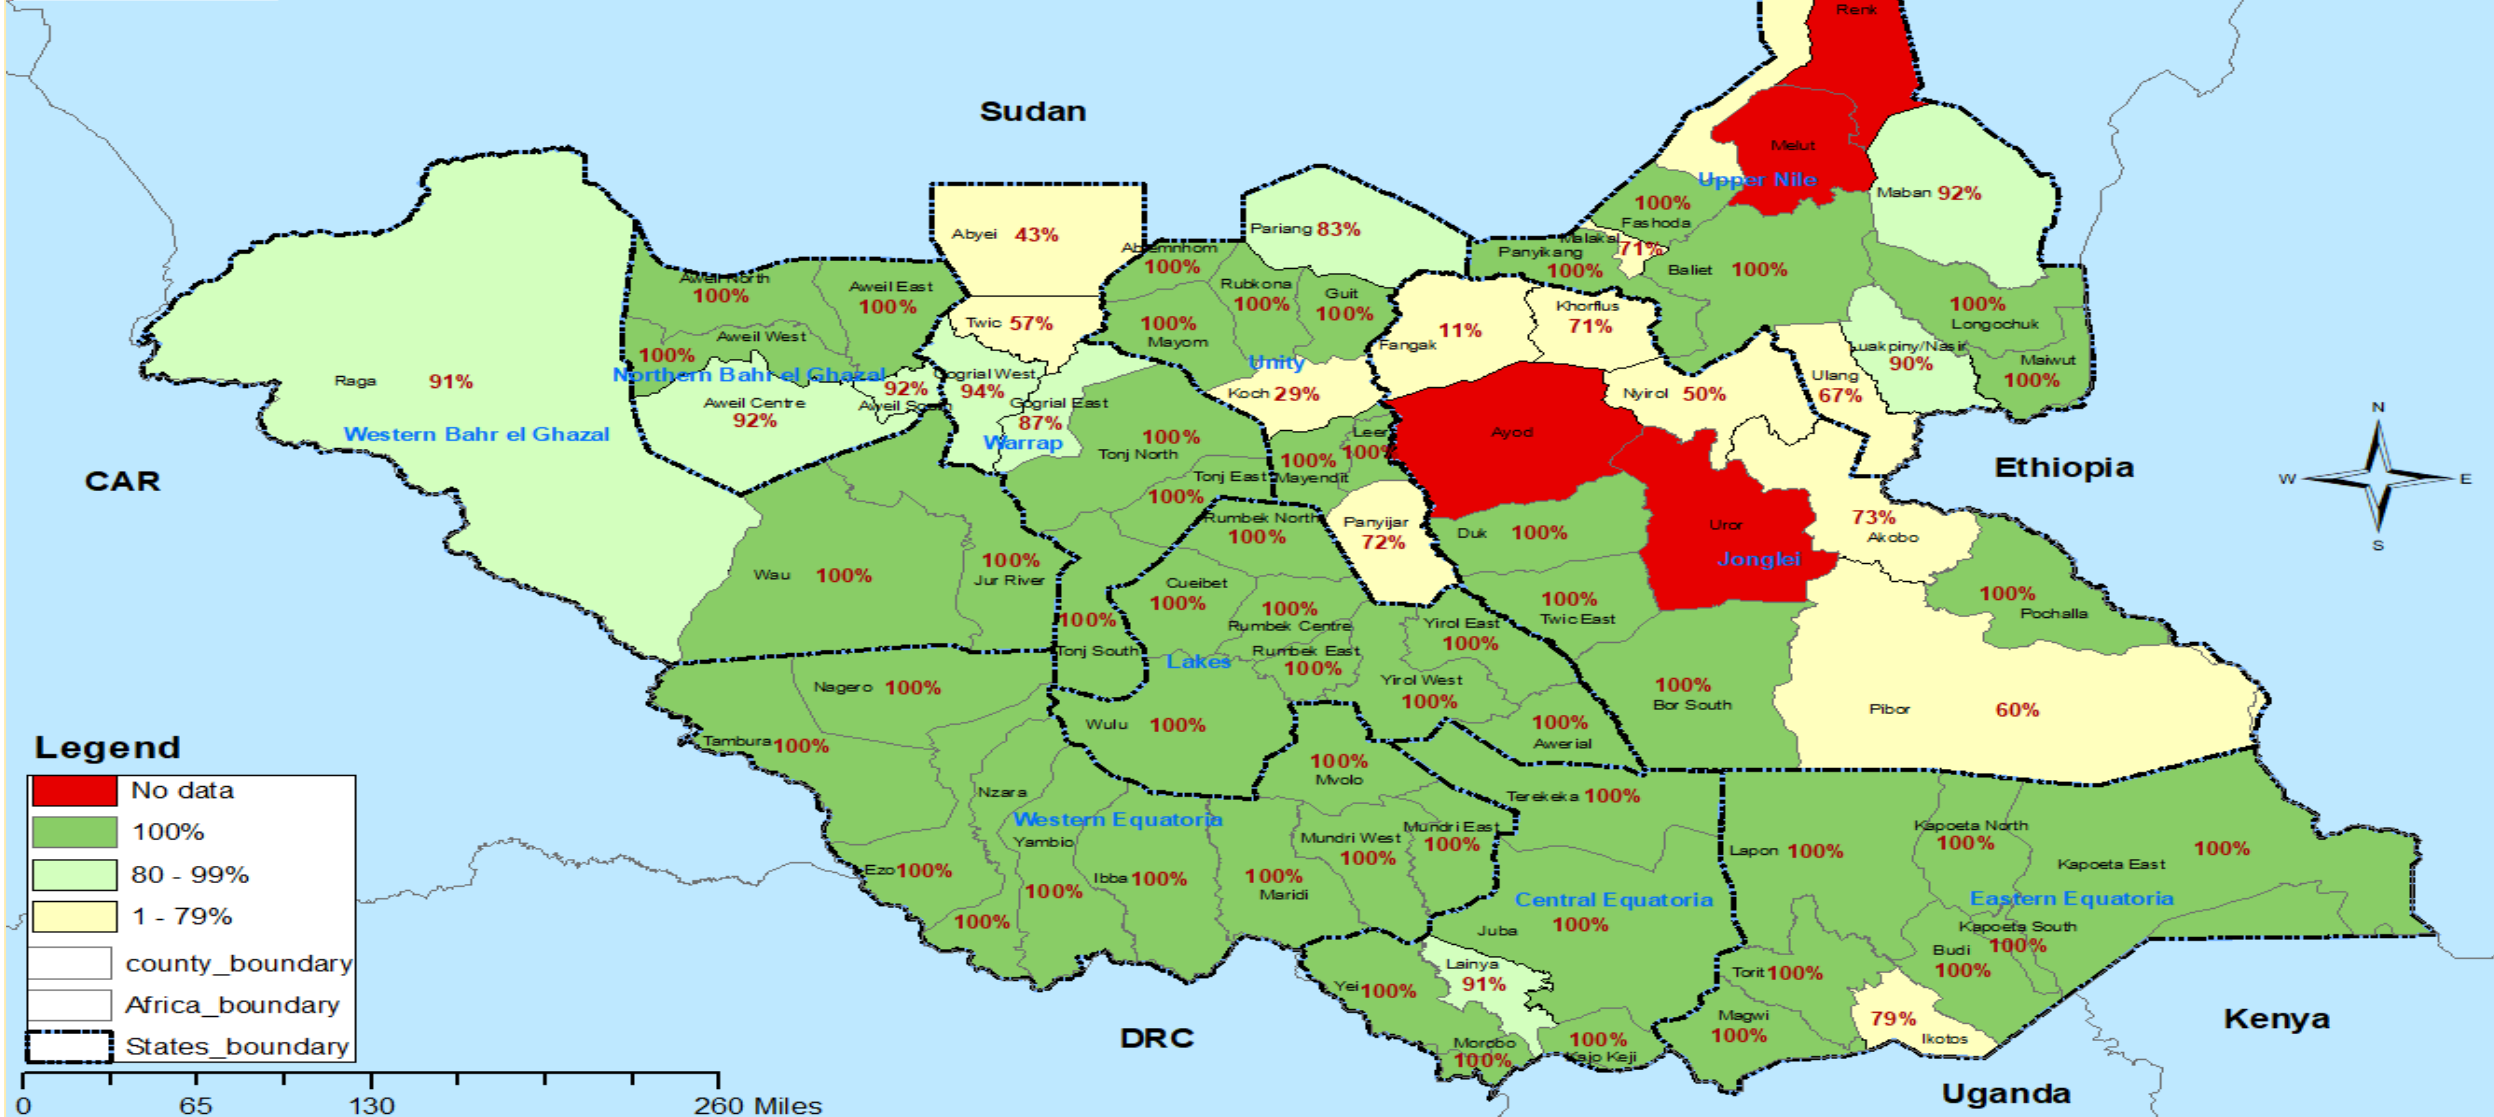 Renk
Sudan
Melut
Upper Nile
Maban 92%
100%
Fashoda
Abyei 43%
Pariang 83%
Malakal
71%
Panyikang
100%
Baliet 100%
100%
Aweil North
100%
Aweil East
100%
Rubkona
100%
Guit
100%
100%
Longochuk
Khorflus
71%
11%
Fangak
Twic 57%
100%
Mayom
Aweil West
100%
Luakpiny/Nasir
90%
Maiwut
100%
Unity
Northern Bahr el Ghazal
Raga 91%
Gogrial West
94%
92%
Aweil South
Ulang
67%
Nyirol 50%
Koch 29%
Aweil Centre
92%
Gogrial East
87%
Warrap
Western Bahr el Ghazal
100%
Tonj North
Leer
100%
Ayod
100%
Mayendit
CAR
Ethiopia
N
W
E
S
Tonj East
100%
Rumbek North
100%
Panyijar
72%
Duk 100%
Uror
Jonglei
73%
Akobo
Wau 100%
100%
Jur River
Cueibet
100%
100%
Rumbek Centre
100%
Twic East
100%
Pochalla
100%
Tonj South
Yirol East
100%
Rumbek East
100%
Lakes
Nagero 100%
Yirol West
100%
100%
Bor South
Pibor 60%
Wulu 100%
100%
Awerial
Tambura 100%
100%
Mvolo
Terekeka 100%
Nzara
Western Equatoria
Yambio
Mundri West
100%
Mundri East
100%
Kapoeta North
100%
Lapon 100%
Kapoeta East
100%
Ezo 100%
100%
100%
Ibba 100%
100%
Maridi
Central Equatoria
100%
Juba
Eastern Equatoria
Kapoeta South
100%
Budi
100%
Lainya
91%
Yei 100%
Torit 100%
Magwi
100%
79%
Ikotos
Morobo
100%
100%
Kajo Keji
DRC
Kenya
Uganda
Legend
No data
100%
80 - 99%
1 - 79%
county_boundary
Africa_boundary
States_boundary
0 65 130 260 Miles